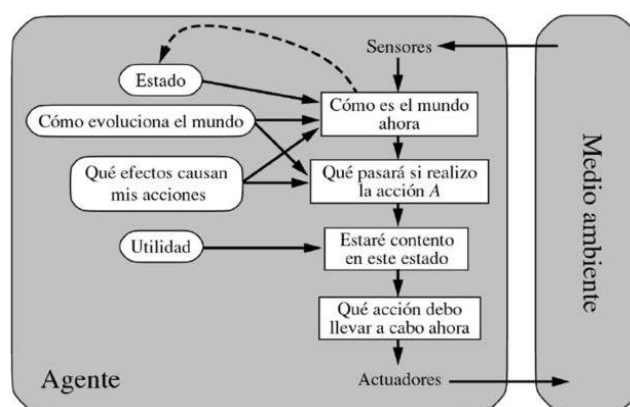 Sensores
Estado
Cómo es el mundo
ahora
Cómo evoluciona el mundo
Qué efectos causan
mis acciones
Qué pasará si realizo
la acción A
Utilidad
Estaré contento
en este estado
Qué acción debo
llevar a cabo ahora
Agente
Actuadores
Medio ambiente